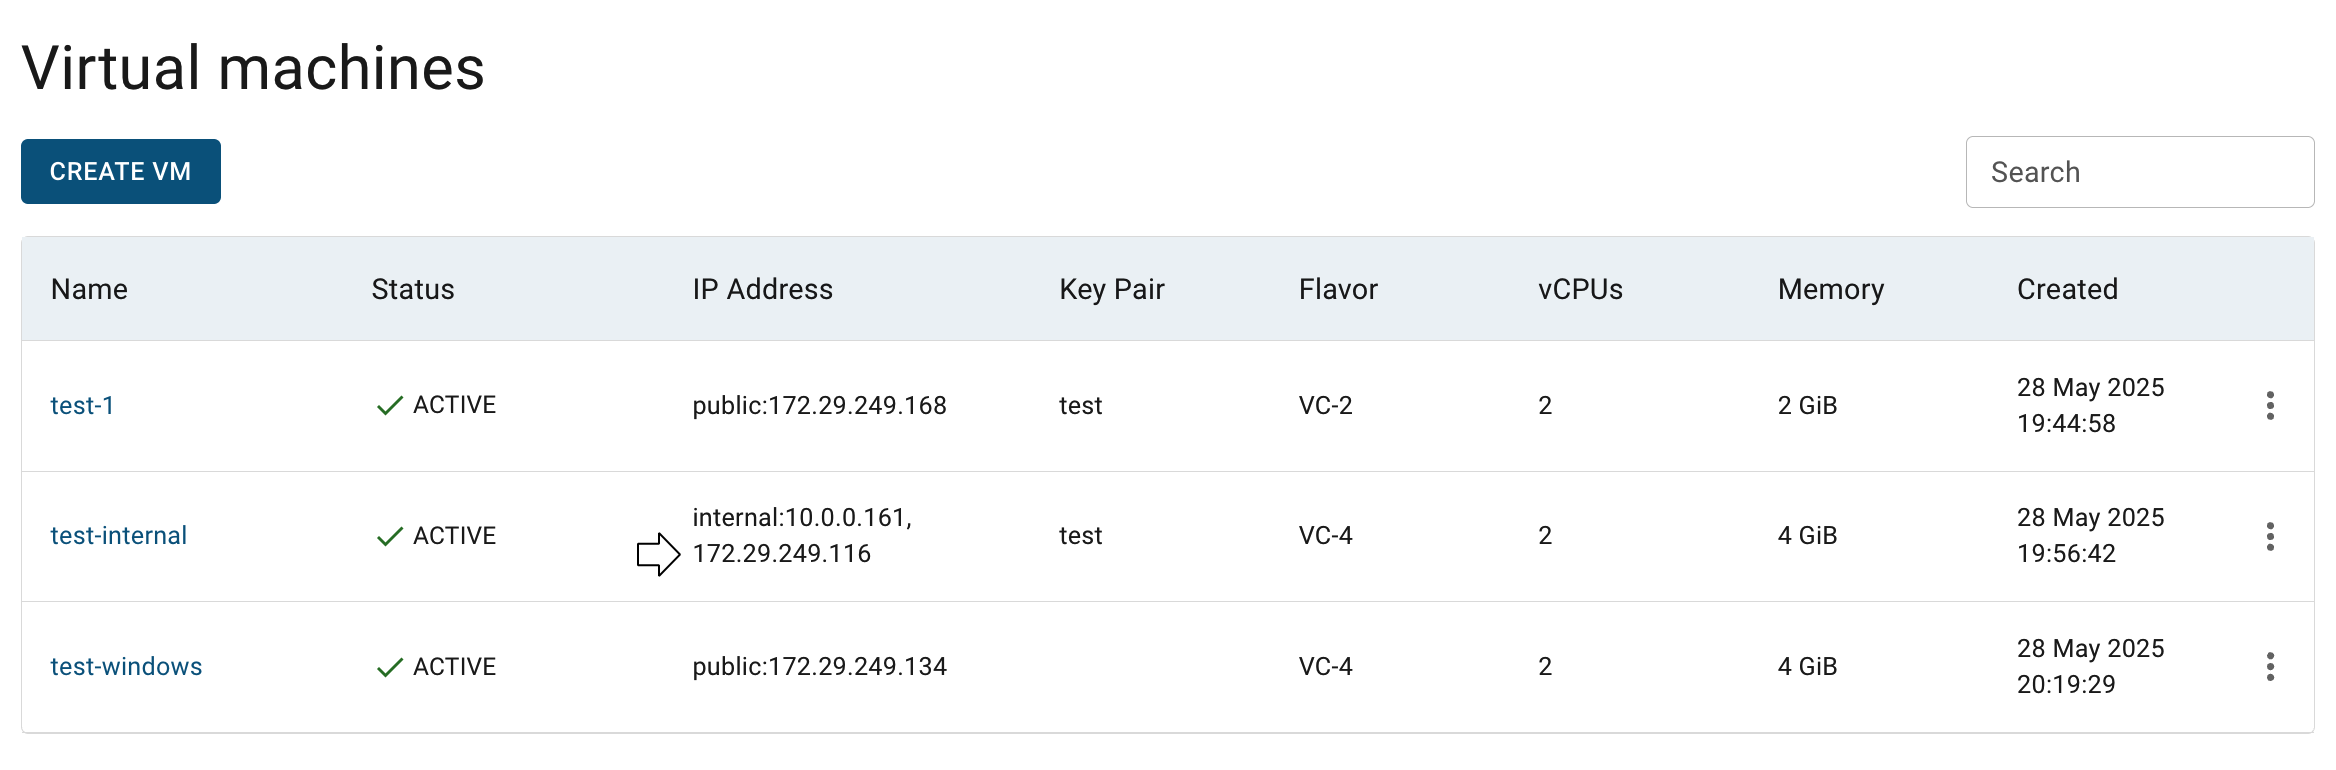 Virtual machines
CREATE VM
Search
Name Status IP Address Key Pair Flavor vCPUs Memory Created
test-1 ACTIVE public:172.29.249.168 test VC-2 2 2 GiB 28 May 2025
19:44:58
test-internal ACTIVE internal:10.0.0.161,
172.29.249.116 test VC-4 2 4 GiB 28 May 2025
19:56:42
test-windows ACTIVE public:172.29.249.134 VC-4 2 4 GiB 28 May 2025
20:19:29